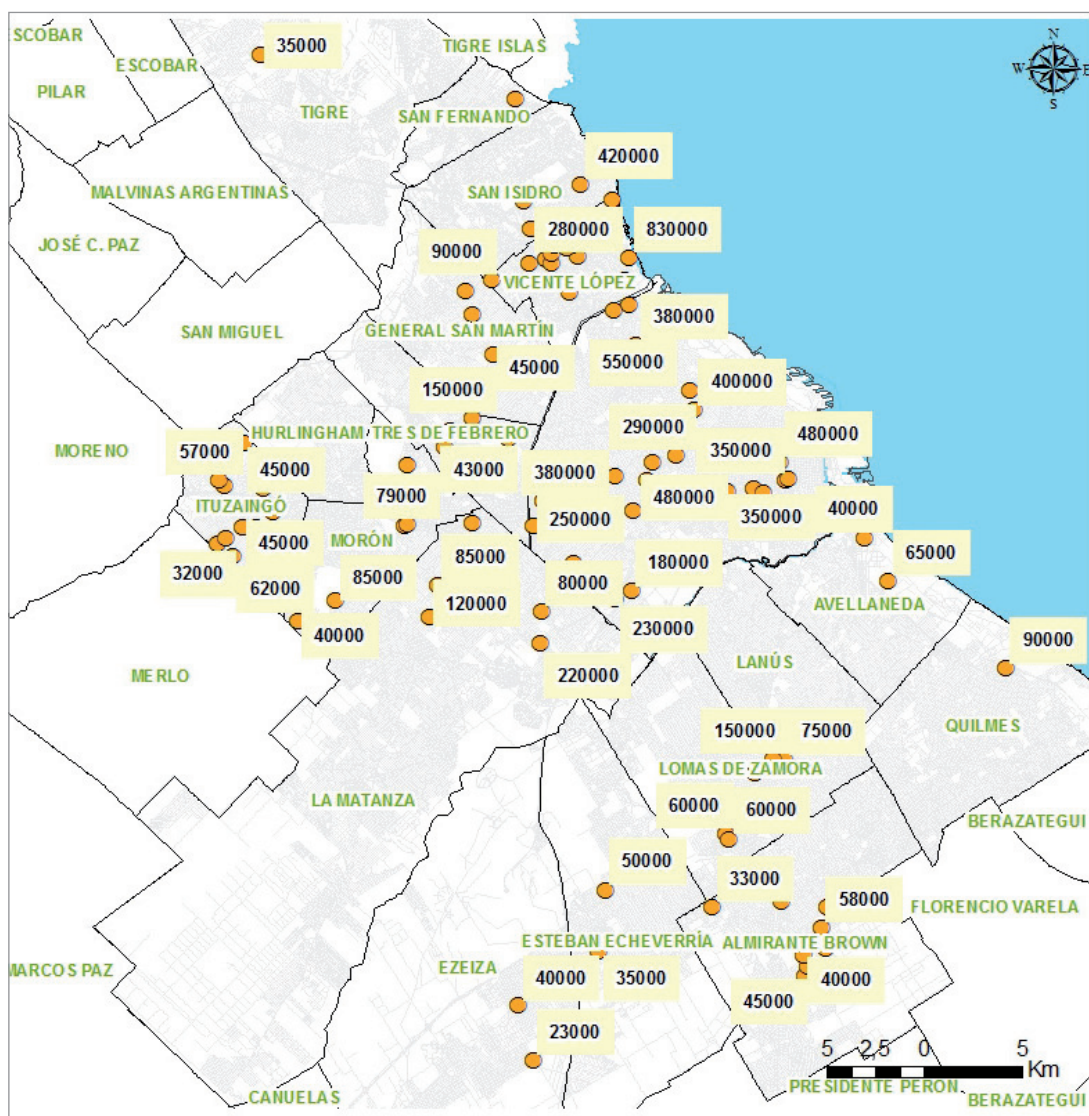 SCOBAR
35000
TIGRE ISLAS
N
ESCOBAR
W
E
PILAR
S
TIGRE
SAN FERNANDO
420000
MALVINAS ARGENTINAS
SAN ISIDRO
280000
830000
JOSÉ C. PAZ
90000
VICENTE LÓPEZ
380000
SAN MIGUEL
GENERAL SAN MARTÍN
550000
45000
400000
150000
290000
HURLINGHAM
TRES DE FEBRERO
480000
MORENO
57000
350000
45000
43000
380000
79000
480000
ITUZAINGÓ
40000
250000
350000
45000
MORÓN
65000
85000
180000
32000
85000
62000
80000
120000
AVELLANEDA
40000
230000
90000
LANÚS
MERLO
220000
QUILMES
150000
75000
LOMAS DE ZAMORA
LA MATANZA
60000
60000
BERAZATEGUI
50000
33000
58000
FLORENCIO VARELA
ESTEBAN ECHEVERRÍA
ALMIRANTE BROWN
MARCOS PAZ
EZEIZA
40000
35000
40000
45000
23000
5
2,5
0
5
Km
PRESIDENTE PERÓN
CAÑUELAS
BERAZATEGUI